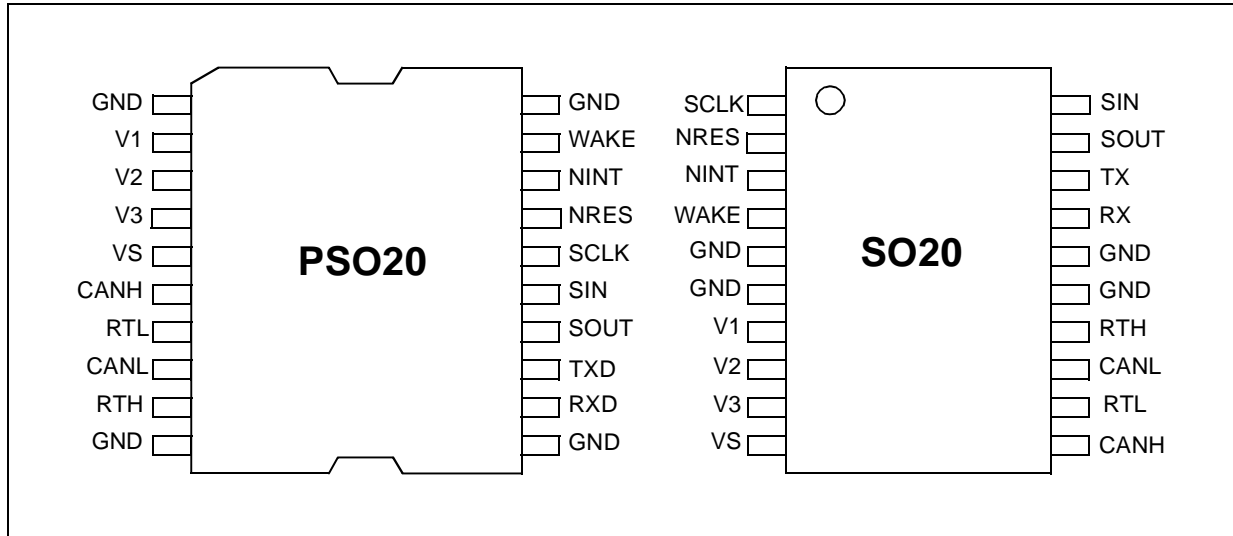 GND
V1
V2
V3
VS
CANH
RTL
CANL
RTH
GND
PSO20
GND
WAKE
NINT
NRES
SCLK
SIN
SOUT
TXD
RXD
GND
SCLK
NRES
NINT
WAKE
GND
GND
V1
V2
V3
VS
SO20
SIN
SOUT
TX
RX
GND
GND
RTH
CANL
RTL
CANH